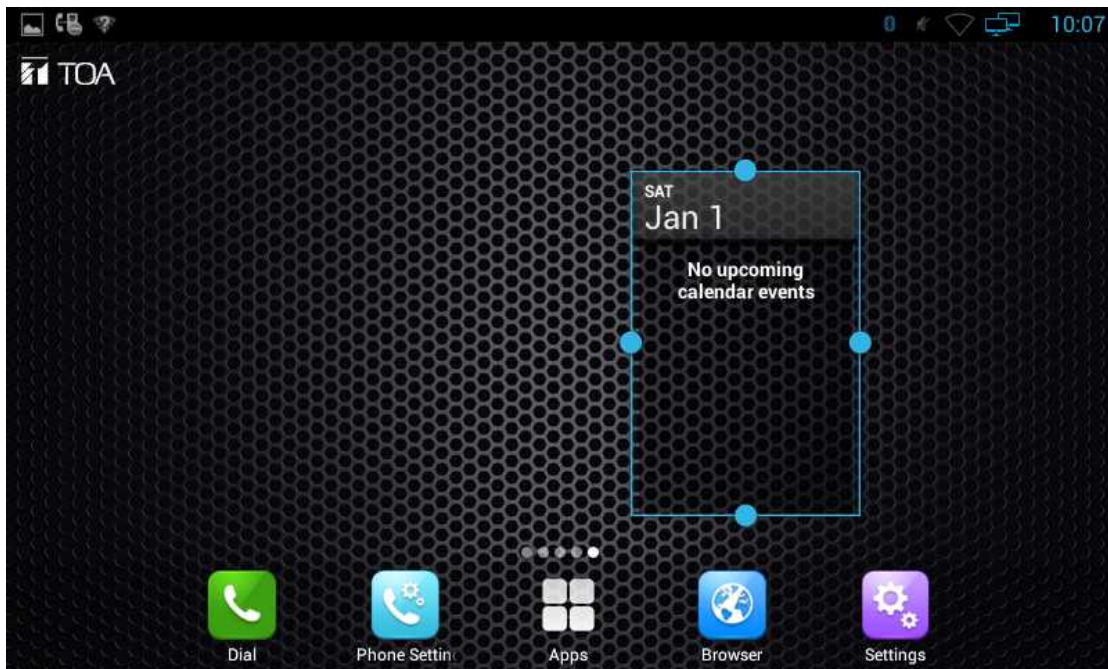 10:07
TOA
SAT
Jan 1
No upcoming
calendar events
Dial
Phone Settin
Apps
Browser
Settings